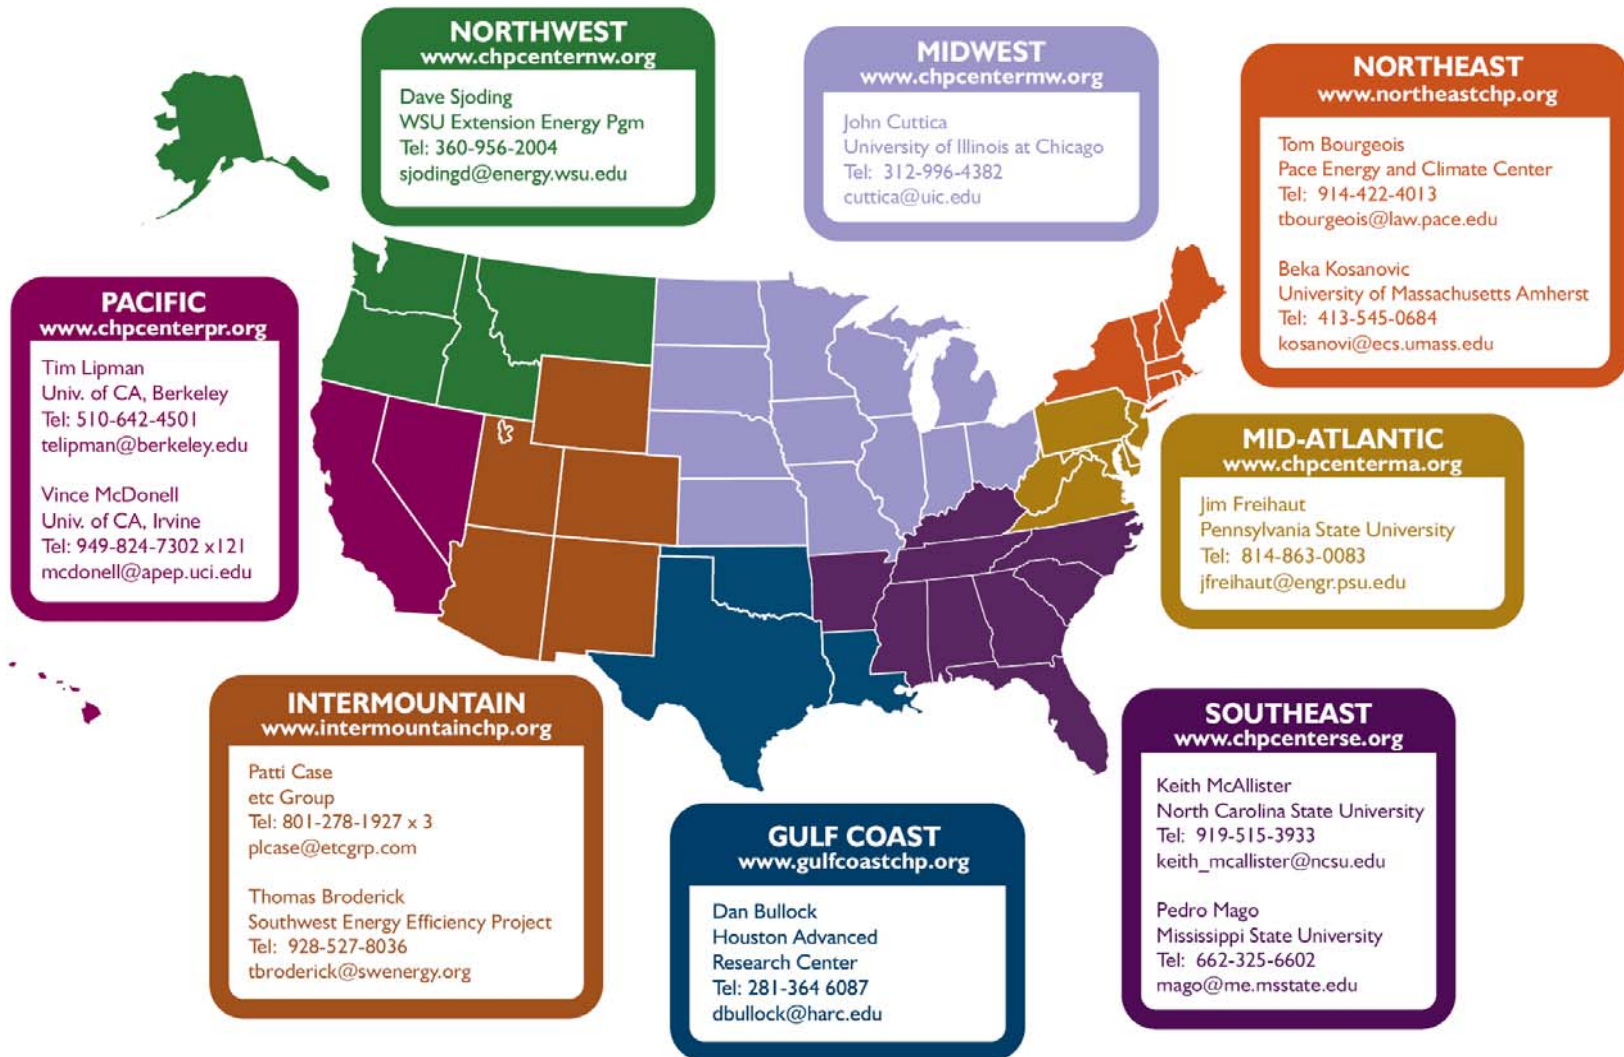 NORTHWEST
www.chpcenternw.org
Dave Sjoding
WSU Extension Energy Pgm
Tel: 360-956-2004
sjodingd@energy.wsu.edu
MIDWEST
www.chpcentermw.org
John Cuttica
University of Illinois at Chicago
Tel: 312-996-4382
cuttica@uic.edu
NORTHEAST
www.northeastchp.org
Tom Bourgeois
Pace Energy and Climate Center
Tel: 914-422-4013
tbourgeois@law.pace.edu
Beka Kosanovic
University of Massachusetts Amherst
Tel: 413-545-0684
kosanovi@ecs.umass.edu
PACIFIC
www.chpcenterpr.org
Tim Lipman
Univ. of CA, Berkeley
Tel: 510-642-4501
telipman@berkeley.edu
Vince McDonell
Univ. of CA, Irvine
Tel: 949-824-7302 x121
mcdonell@apep.uci.edu
MID-ATLANTIC
www.chpcenterma.org
Jim Freihaut
Pennsylvania State University
Tel: 814-863-0083
jfreihaut@engr.psu.edu
INTERMOUNTAIN
www.intermountainchp.org
Patti Case
etc Group
Tel: 801-278-1927 x 3
plcase@etcgrp.com
Thomas Broderick
Southwest Energy Efficiency Project
Tel: 928-527-8036
tbroderick@swenergy.org
GULF COAST
www.gulfcoastchp.org
Dan Bullock
Houston Advanced
Research Center
Tel: 281-364 6087
dbullock@harc.edu
SOUTHEAST
www.chpcenterse.org
Keith McAllister
North Carolina State University
Tel: 919-515-3933
keith_mcallister@ncsu.edu
Pedro Mago
Mississippi State University
Tel: 662-325-6602
mago@me.msstate.edu